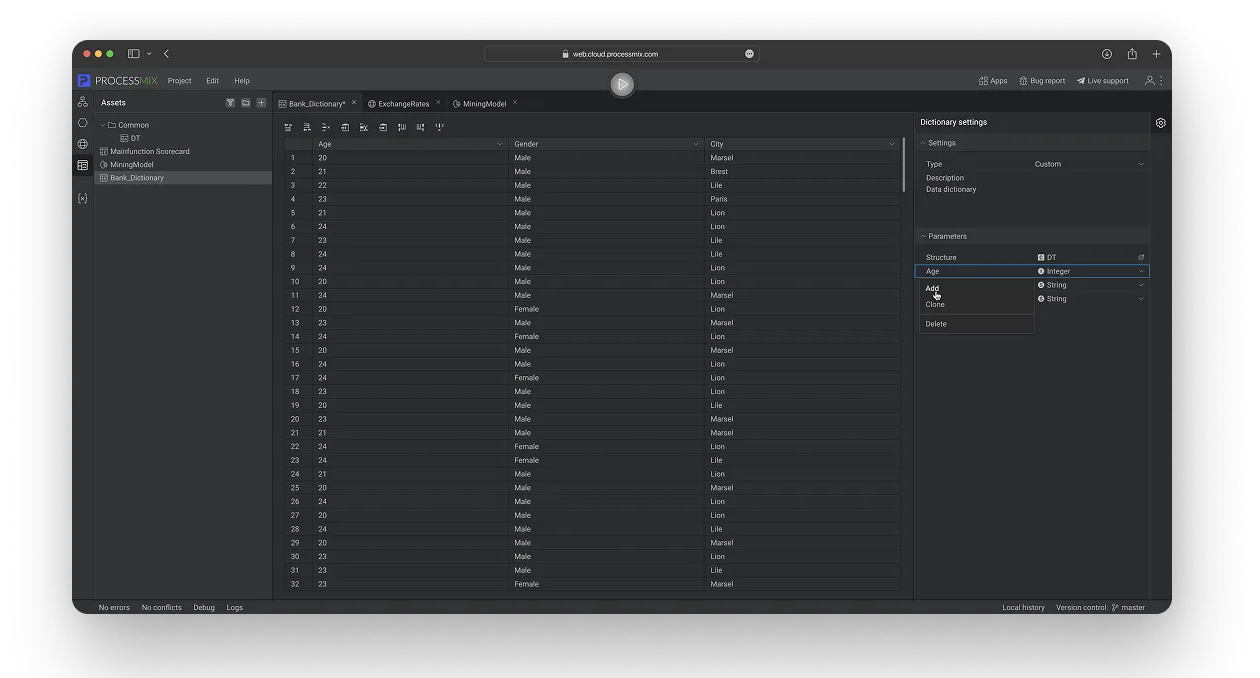 web.cloud.processmix.com
PROCESSMIX Project Edit Help Apps Bug report Live support
Assets
Common
DT
Mainfunction Scorecard
MiningModel
Bank_Dictionary
Bank_Dictionary* ExchangeRates MiningModel
Age Gender City
1 20 Male Marsel
2 21 Male Brest
3 22 Male Lile
4 23 Male Paris
5 21 Male Lion
6 24 Male Lion
7 23 Male Lile
8 24 Male Lile
9 24 Male Lion
10 20 Male Lion
11 24 Male Marsel
12 20 Female Lion
13 23 Male Marsel
14 24 Female Lion
15 20 Male Marsel
16 24 Male Lion
17 24 Female Lion
18 23 Male Lion
19 20 Male Lile
20 23 Male Marsel
21 21 Male Marsel
22 24 Female Lion
23 24 Female Lile
24 21 Male Lion
25 20 Male Marsel
26 24 Male Lion
27 20 Male Lion
28 24 Male Lile
29 20 Male Marsel
30 23 Male Lion
31 23 Male Lile
32 23 Female Marsel
Dictionary settings
Settings
Type Custom
Description
Data dictionary
Parameters
Structure DT
Age Integer
String
String
Add
Clone
Delete
No errors No conflicts Debug Logs Local history Version control: master